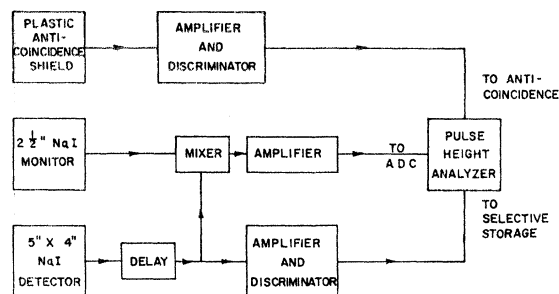 PLASTIC
ANTI-
COINCIDENCE
SHIELD
AMPLIFIER
AND
DISCRIMINATOR
TO ANTI-
COINCIDENCE
2 1/2" NaI
MONITOR
MIXER
AMPLIFIER
TO
ADC
PULSE
HEIGHT
ANALYZER
TO
SELECTIVE
STORAGE
5" X 4"
NaI
DETECTOR
DELAY
AMPLIFIER
AND
DISCRIMINATOR